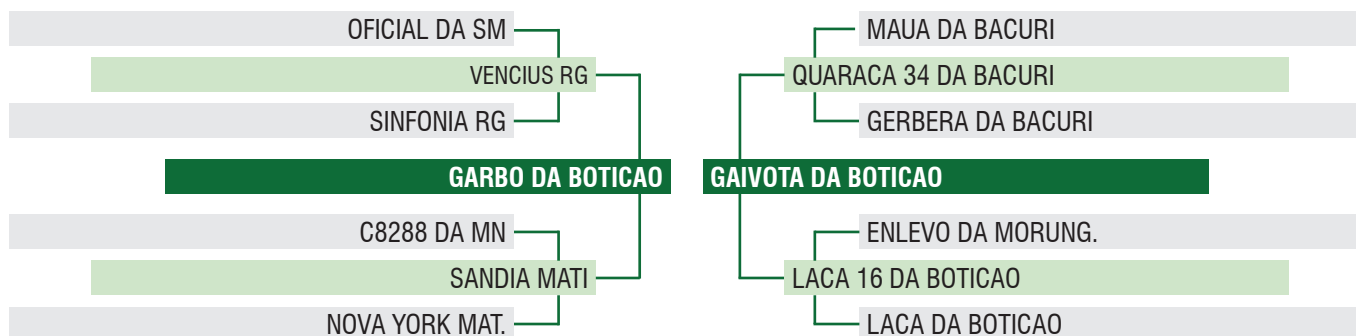 OFICIAL DA SM
MAUA DA BACURI
VENCIUS RG
QUARACA 34 DA BACURI
SINFONIA RG
GERBERA DA BACURI
GARBO DA BOTICAO
GAIVOTA DA BOTICAO
C8288 DA MN
ENLEVO DA MORUNG.
SANDIA MATI
LACA 16 DA BOTICAO
NOVA YORK MAT.
LACA DA BOTICAO